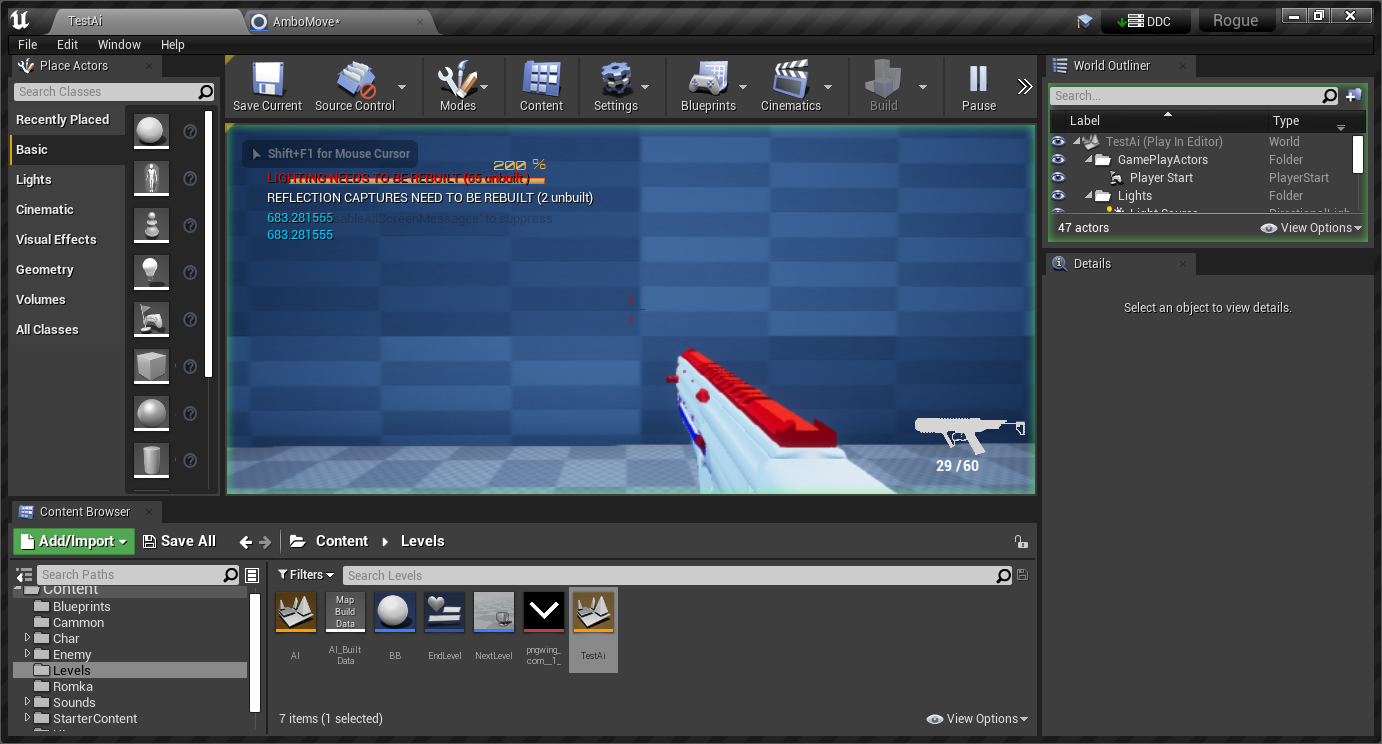 TestAi
AmboMove*
DDC
Rogue
File Edit Window Help
Place Actors
Search Classes
Recently Placed
Basic
Lights
Cinematic
Visual Effects
Geometry
Volumes
All Classes
Save Current
Source Control
Modes
Content
Settings
Blueprints
Cinematics
Build
Pause
Shift+F1 for Mouse Cursor
200 %
LIGHTING NEEDS TO BE REBUILT (65 unbuilt)
REFLECTION CAPTURES NEED TO BE REBUILT (2 unbuilt)
683.281555
ableAllScreenMessages' to suppress
683.281555
29 / 60
World Outliner
Search...
Label Type
TestAi (Play In Editor) World
GamePlayActors Folder
Player Start PlayerStart
Lights Folder
Light Source DirectionalLigh
47 actors
View Options
Details
Select an object to view details.
Content Browser
Add/Import
Save All
Content
Levels
Search Paths
Filters
Search Levels
Content
Blueprints
Cammon
Char
Enemy
Levels
Romka
Sounds
StarterContent
Map
Build
Data
AI
AI_Built
Data
BB
EndLevel
NextLevel
pngwing_
com__1_
TestAi
7 items (1 selected)
View Options